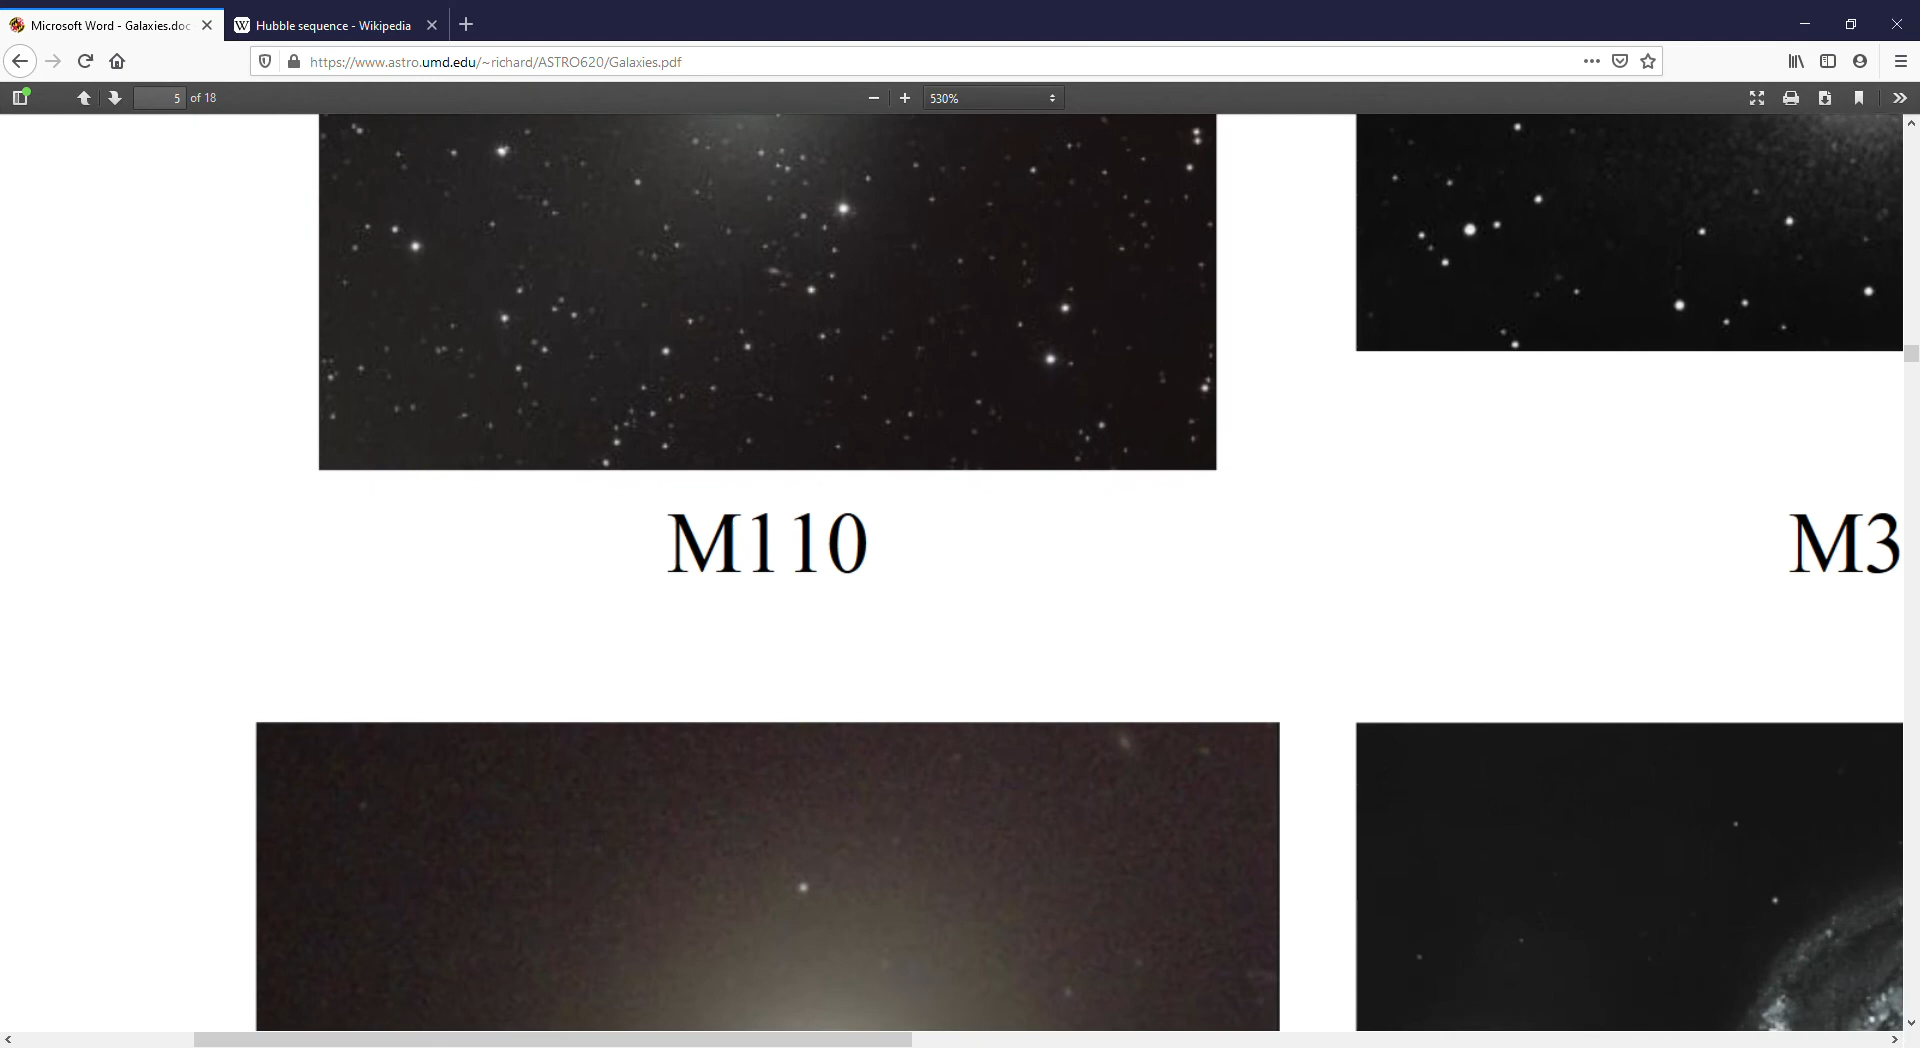 Microsoft Word - Galaxies.doc
Hubble sequence - Wikipedia
https://www.astro.umd.edu/~richard/ASTRO620/Galaxies.pdf
5 of 18
530%
M110
M3